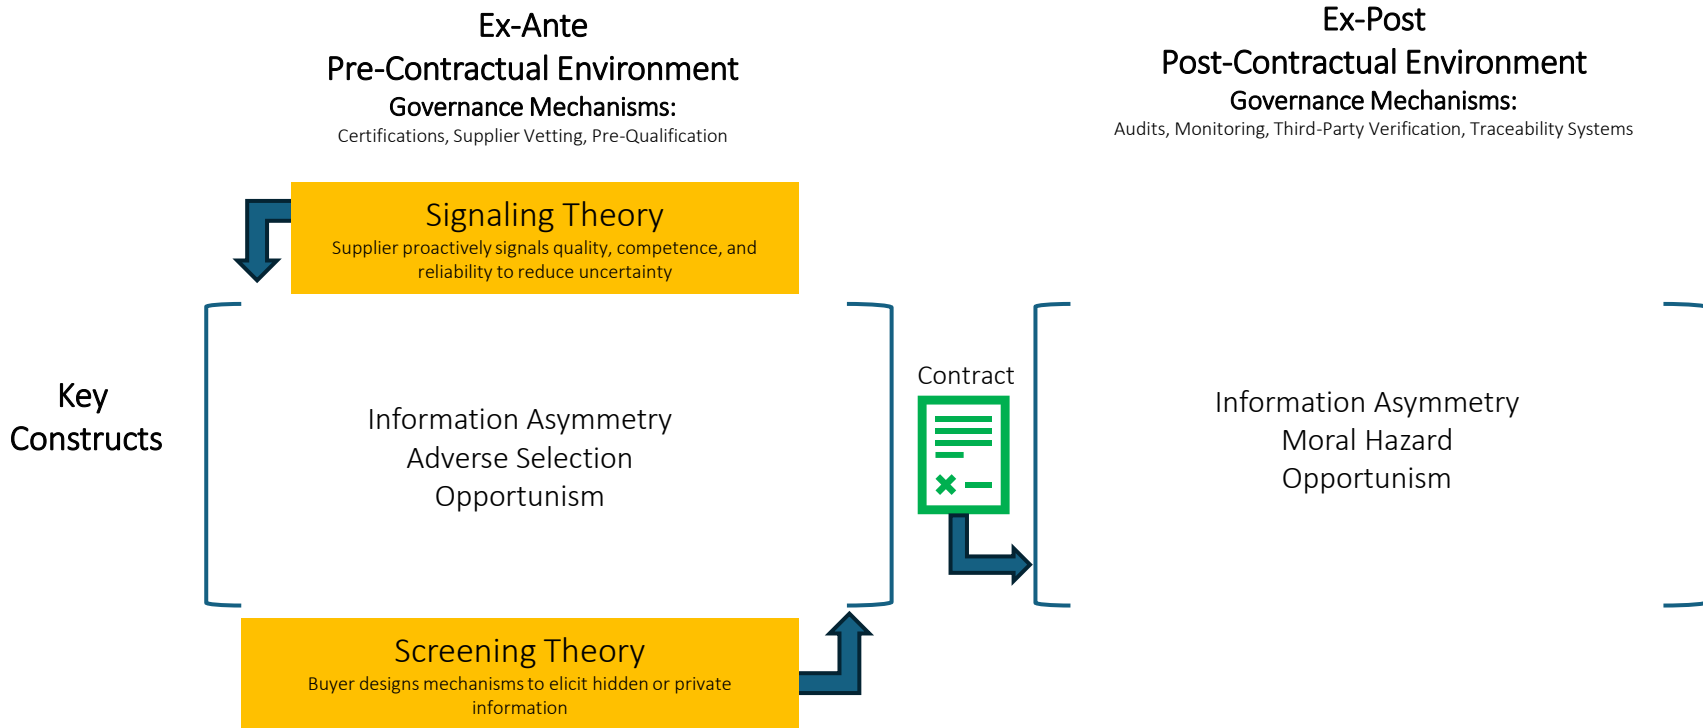 Ex-Ante
Pre-Contractual Environment
Governance Mechanisms:
Certifications, Supplier Vetting, Pre-Qualification
Ex-Post
Post-Contractual Environment
Governance Mechanisms:
Audits, Monitoring, Third-Party Verification, Traceability Systems
Signaling Theory
Supplier proactively signals quality, competence, and
reliability to reduce uncertainty
Key
Constructs
Information Asymmetry
Adverse Selection
Opportunism
Contract
Information Asymmetry
Moral Hazard
Opportunism
Screening Theory
Buyer designs mechanisms to elicit hidden or private
information